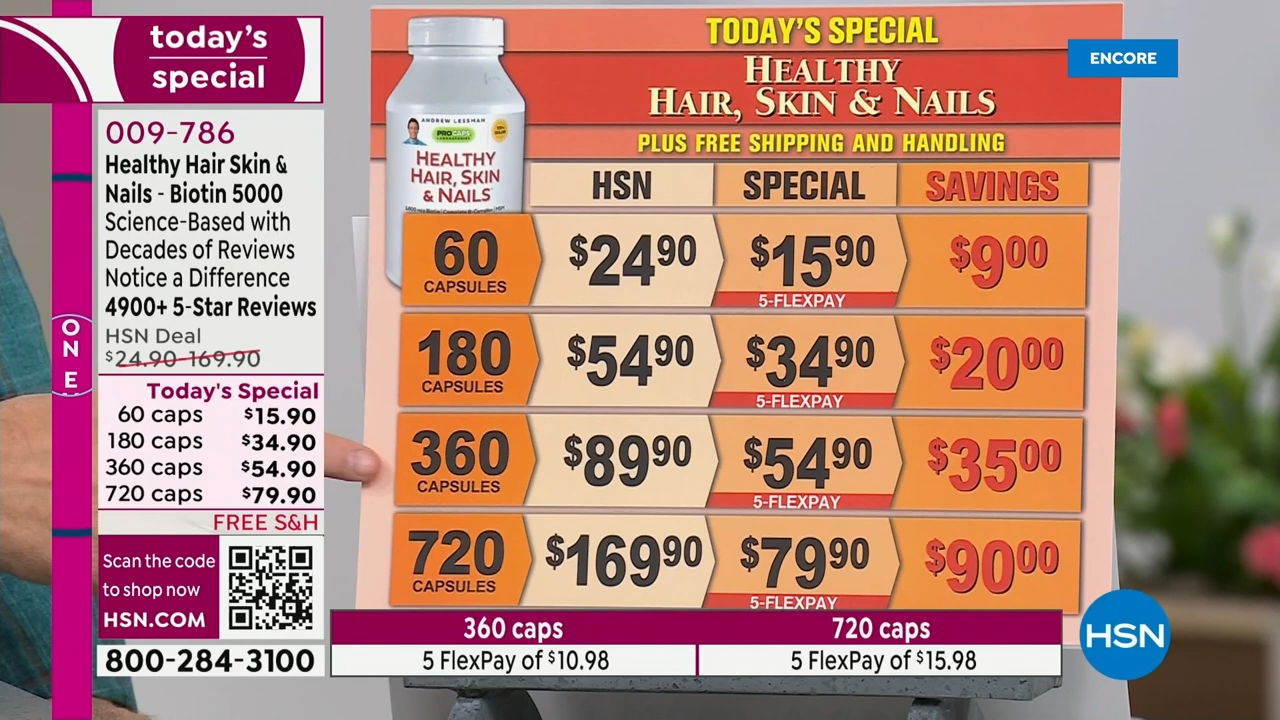 today's
special
009-786
Healthy Hair Skin &
Nails - Biotin 5000
Science-Based with
Decades of Reviews
Notice a Difference
4900+ 5-Star Reviews
HSN Deal
$24.90-169.90
Today's Special
60 caps $15.90
180 caps $34.90
360 caps $54.90
720 caps $79.90
FREE S&H
Scan the code
to shop now
HSN.COM
800-284-3100
ONE
TODAY'S SPECIAL
HEALTHY
HAIR, SKIN & NAILS
PLUS FREE SHIPPING AND HANDLING
ANDREW LESSMAN
PROCAPS
LABORATORIES
HEALTHY
HAIR, SKIN
& NAILS
HSN SPECIAL SAVINGS
60 CAPSULES $24.90 $15.90 $9.00
5-FLEXPAY
180 CAPSULES $54.90 $34.90 $20.00
5-FLEXPAY
360 CAPSULES $89.90 $54.90 $35.00
5-FLEXPAY
720 CAPSULES $169.90 $79.90 $90.00
5-FLEXPAY
360 caps 720 caps
5 FlexPay of $10.98 5 FlexPay of $15.98
ENCORE
HSN